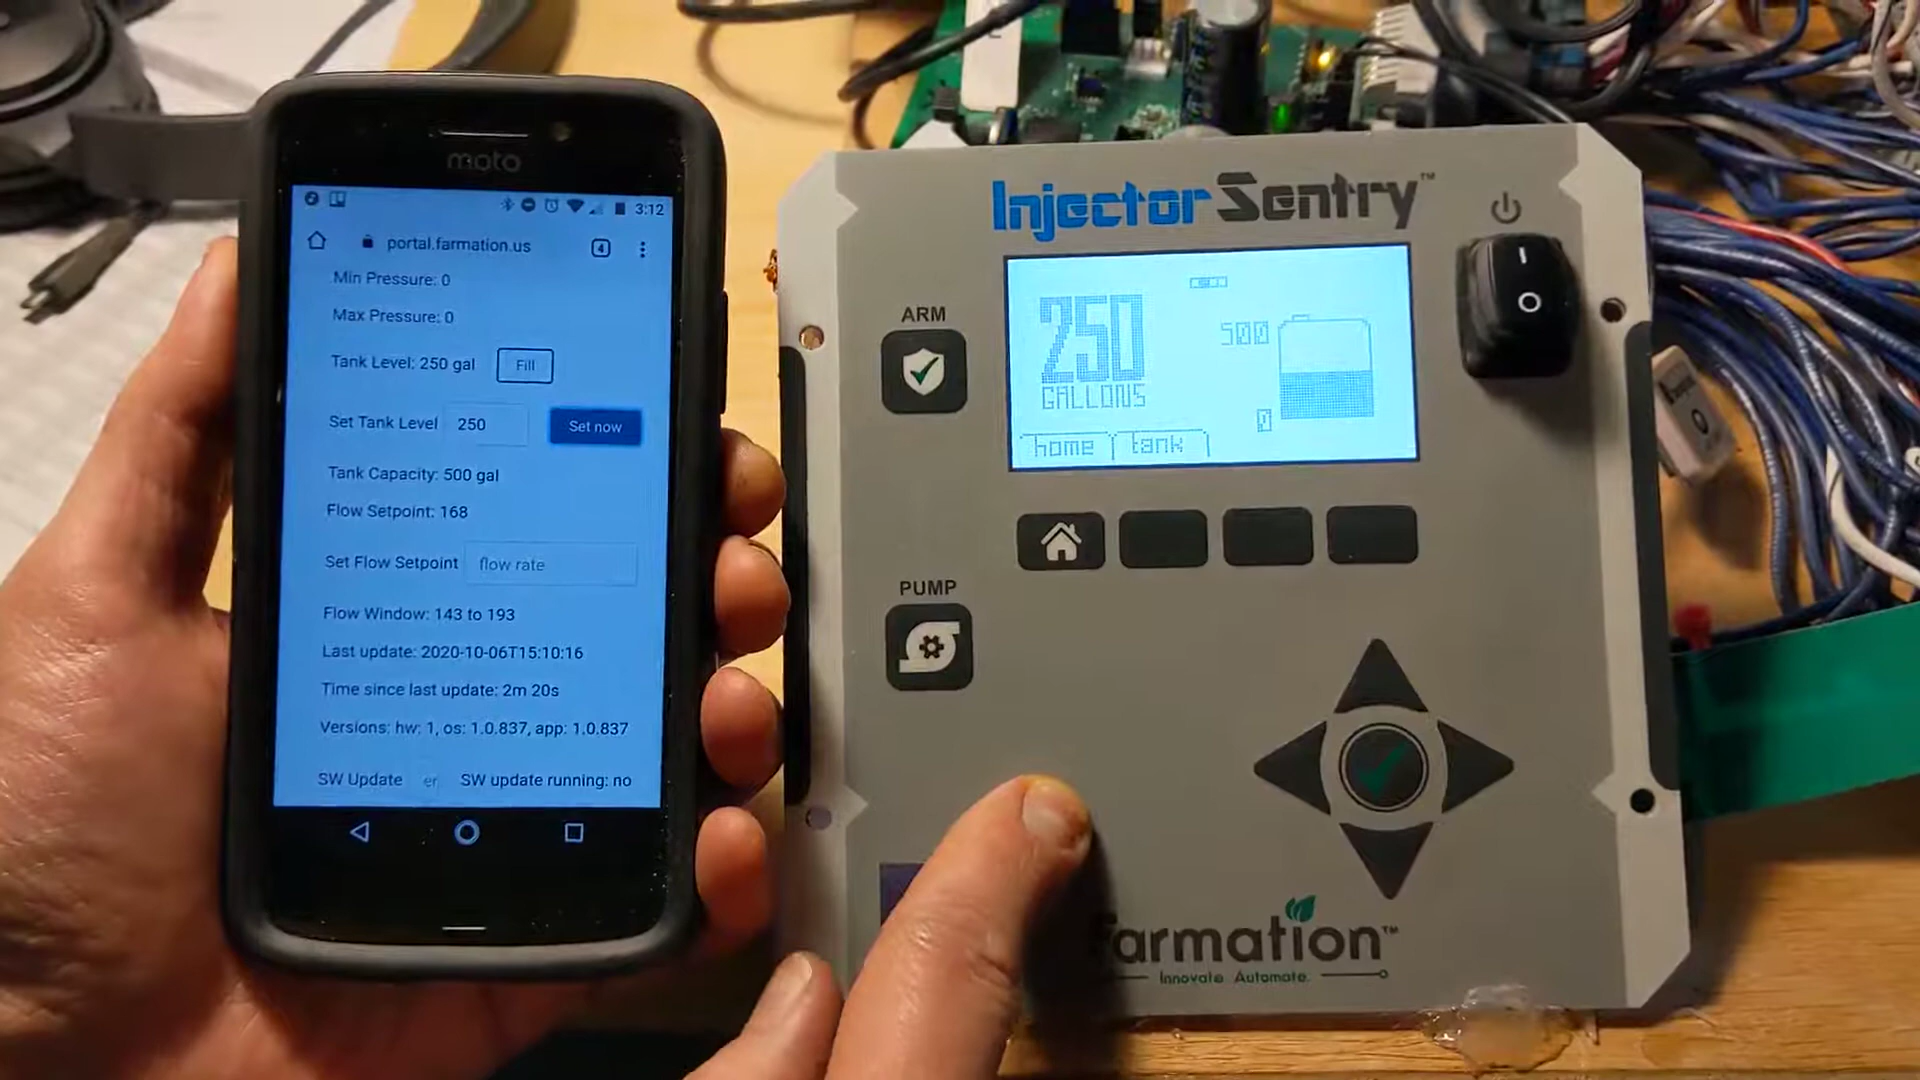 moto
3:12
portal.farmation.us
4
Min Pressure: 0
Max Pressure: 0
Tank Level: 250 gal Fill
Set Tank Level 250 Set now
Tank Capacity: 500 gal
Flow Setpoint: 168
Set Flow Setpoint flow rate
Flow Window: 143 to 193
Last update: 2020-10-06T15:10:16
Time since last update: 2m 20s
Versions: hw: 1, os: 1.0.837, app: 1.0.837
SW Update er SW update running: no
InjectorSentry™
ARM
250
GALLONS
500
0
home tank
PUMP
Farmation™
Innovate. Automate.